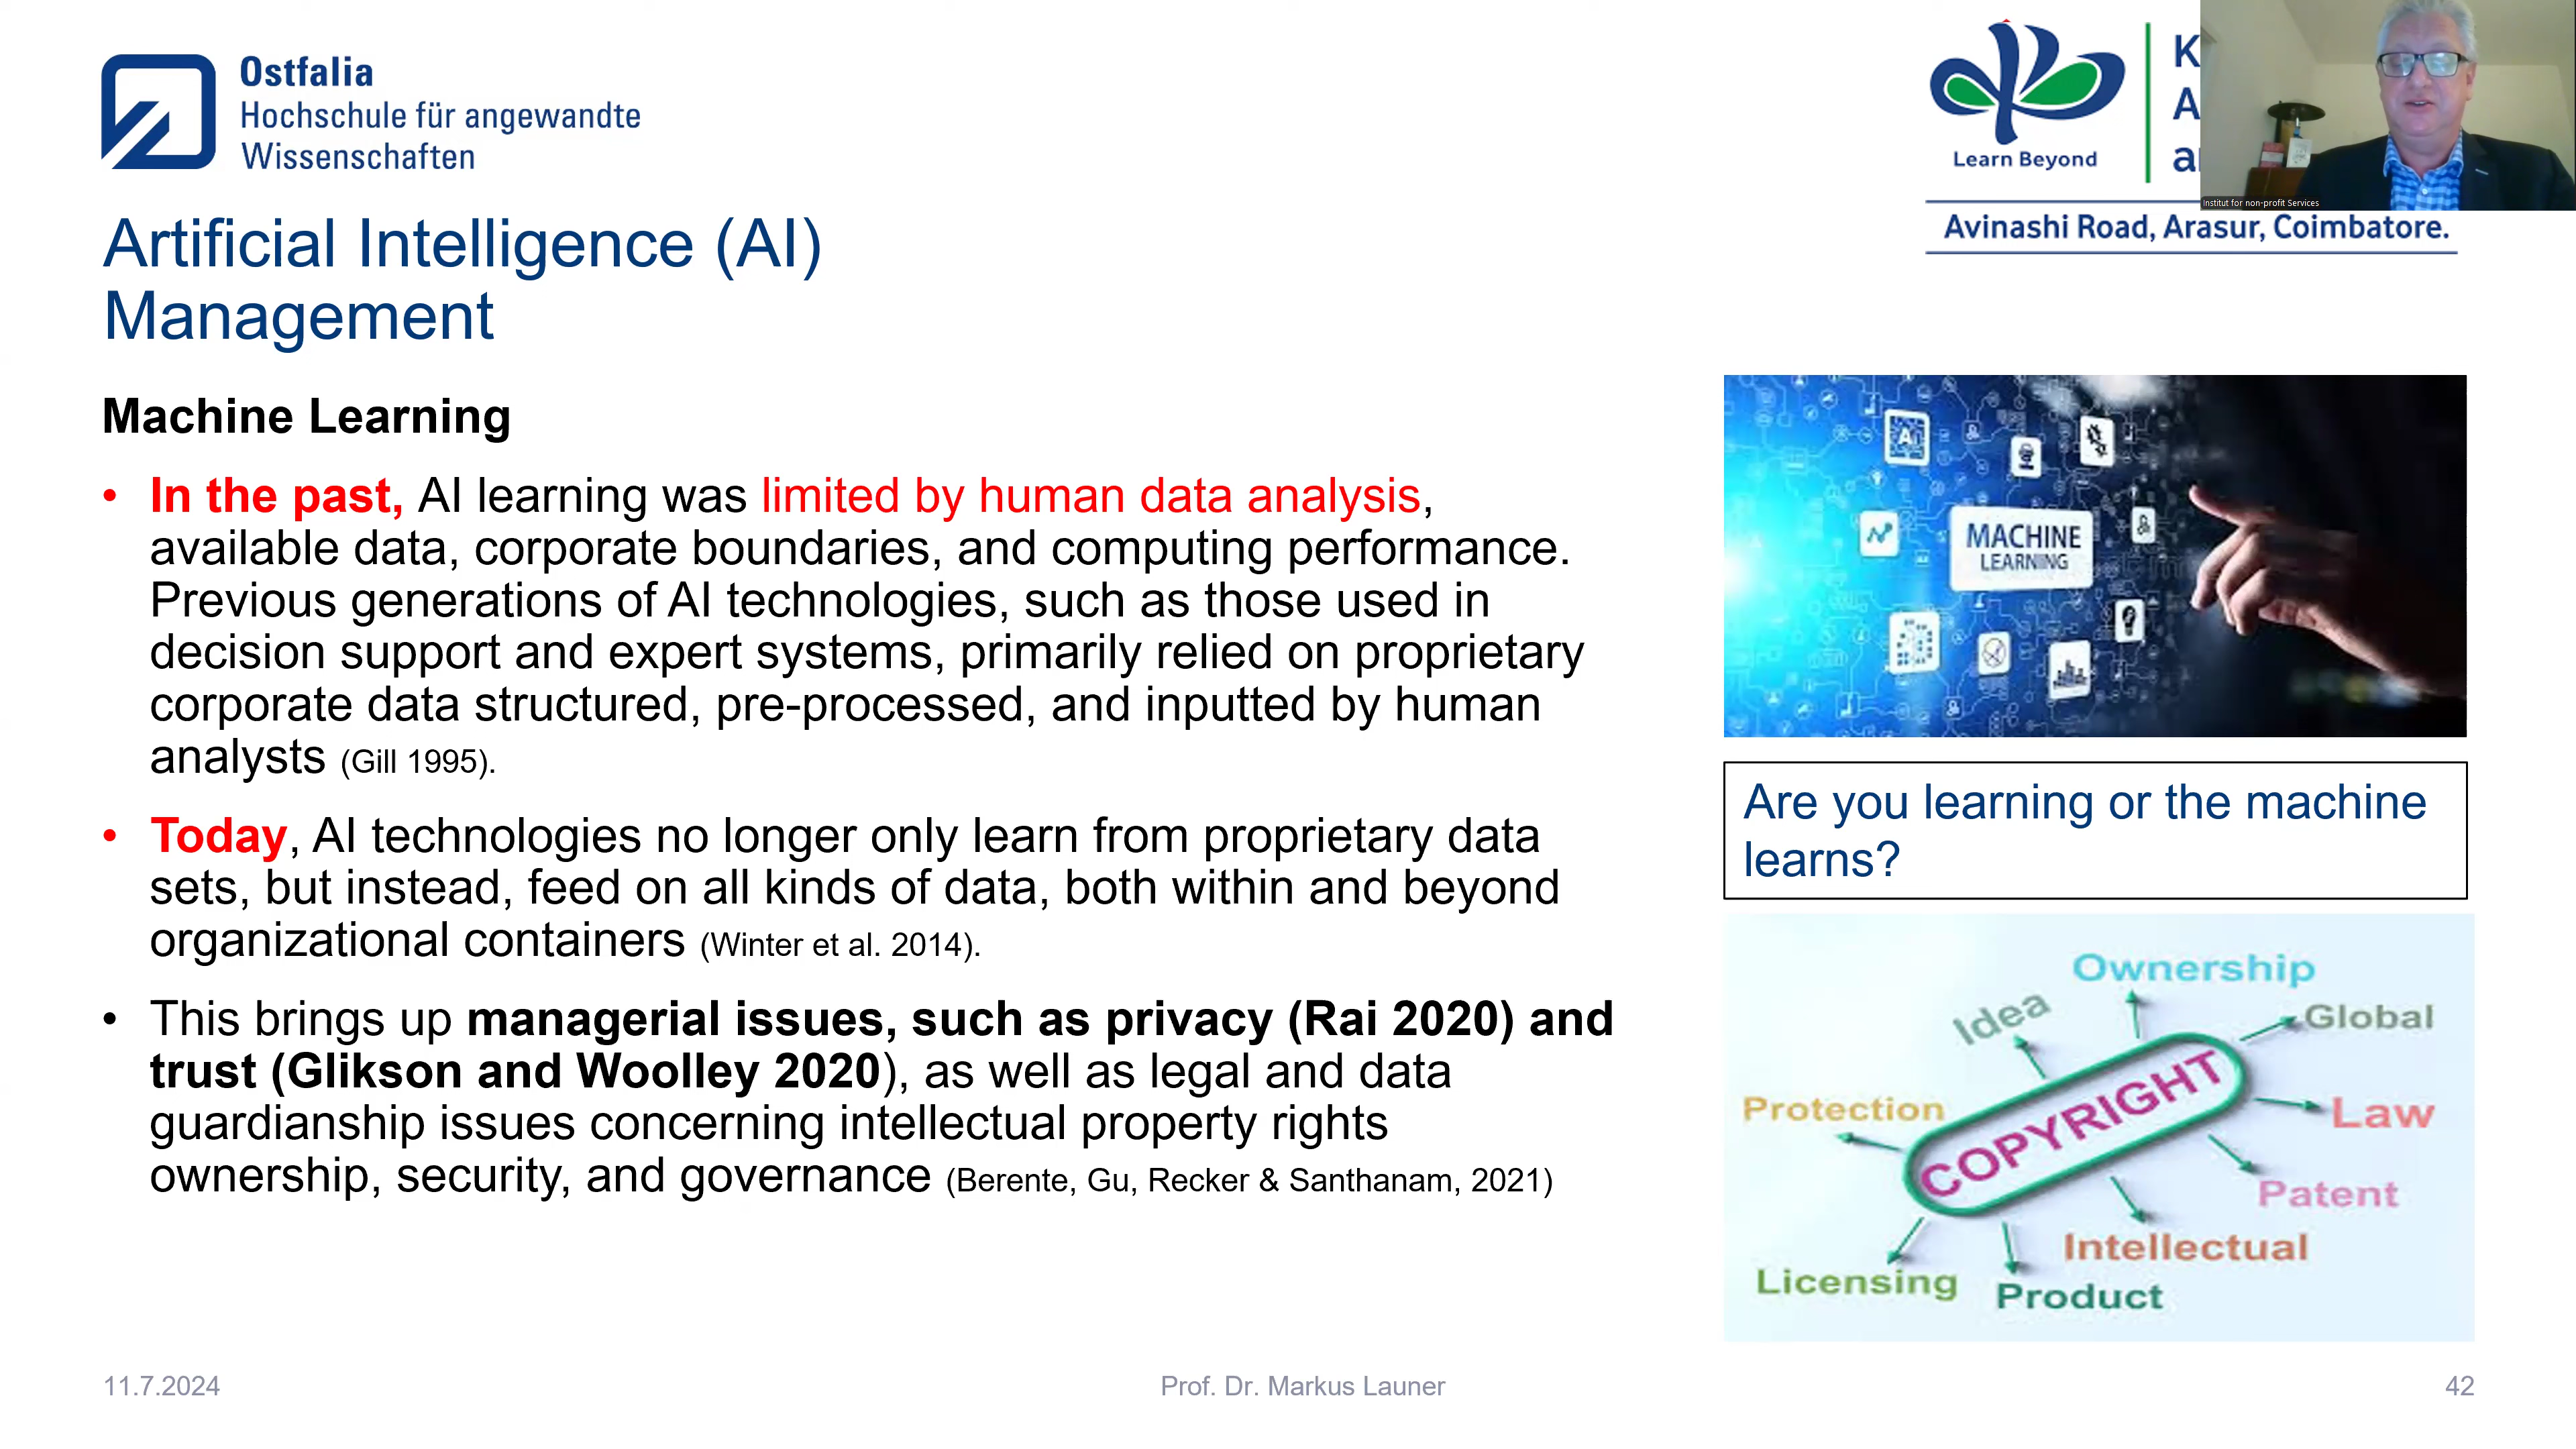 Ostfalia
Hochschule für angewandte
Wissenschaften
Learn Beyond
K
A
a
Institut for non-profit Services
Avinashi Road, Arasur, Coimbatore.
Artificial Intelligence (AI)
Management
Machine Learning
• In the past, AI learning was limited by human data analysis,
available data, corporate boundaries, and computing performance.
Previous generations of AI technologies, such as those used in
decision support and expert systems, primarily relied on proprietary
corporate data structured, pre-processed, and inputted by human
analysts (Gill 1995).
• Today, AI technologies no longer only learn from proprietary data
sets, but instead, feed on all kinds of data, both within and beyond
organizational containers (Winter et al. 2014).
• This brings up managerial issues, such as privacy (Rai 2020) and
trust (Glikson and Woolley 2020), as well as legal and data
guardianship issues concerning intellectual property rights
ownership, security, and governance (Berente, Gu, Recker & Santhanam, 2021)
AI
MACHINE
LEARNING
Are you learning or the machine
learns?
Ownership
Idea
Global
Protection
COPYRIGHT
Law
Patent
Intellectual
Licensing
Product
11.7.2024
Prof. Dr. Markus Launer
42